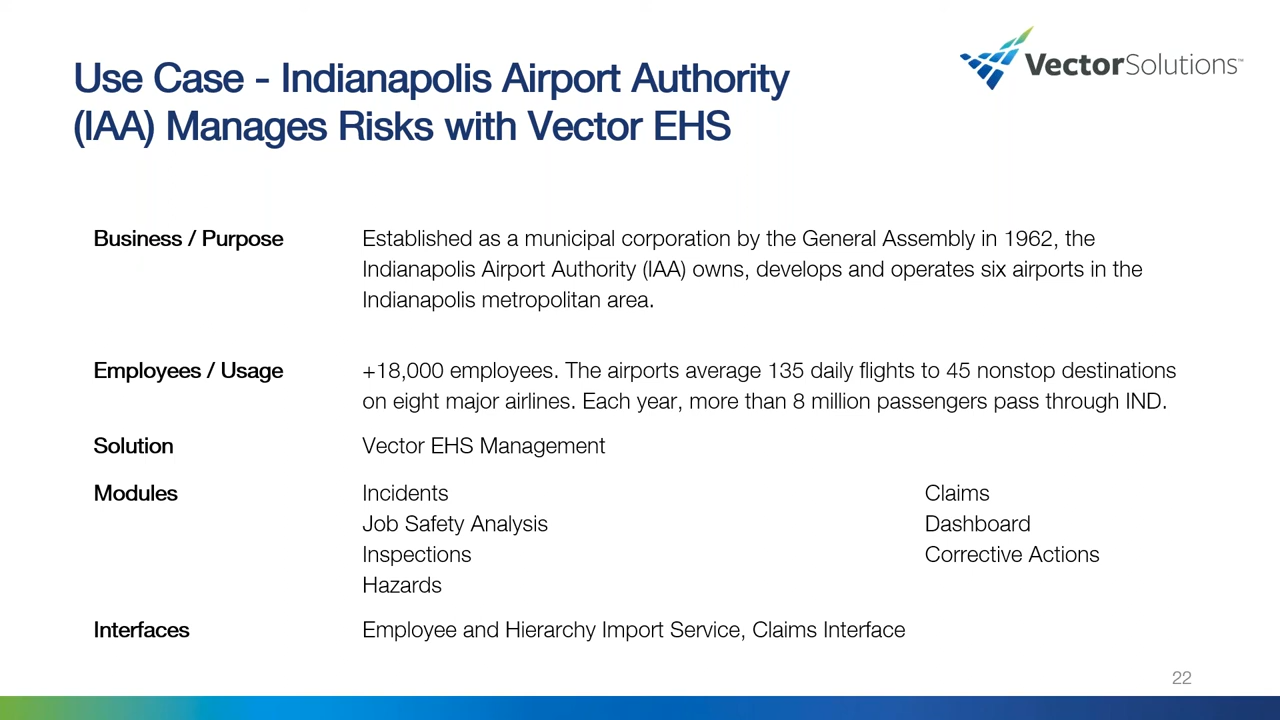 Use Case - Indianapolis Airport Authority
(IAA) Manages Risks with Vector EHS
VectorSolutions™
Business / Purpose
Established as a municipal corporation by the General Assembly in 1962, the
Indianapolis Airport Authority (IAA) owns, develops and operates six airports in the
Indianapolis metropolitan area.
Employees / Usage
+18,000 employees. The airports average 135 daily flights to 45 nonstop destinations
on eight major airlines. Each year, more than 8 million passengers pass through IND.
Solution
Vector EHS Management
Modules
Incidents
Job Safety Analysis
Inspections
Hazards
Claims
Dashboard
Corrective Actions
Interfaces
Employee and Hierarchy Import Service, Claims Interface
22